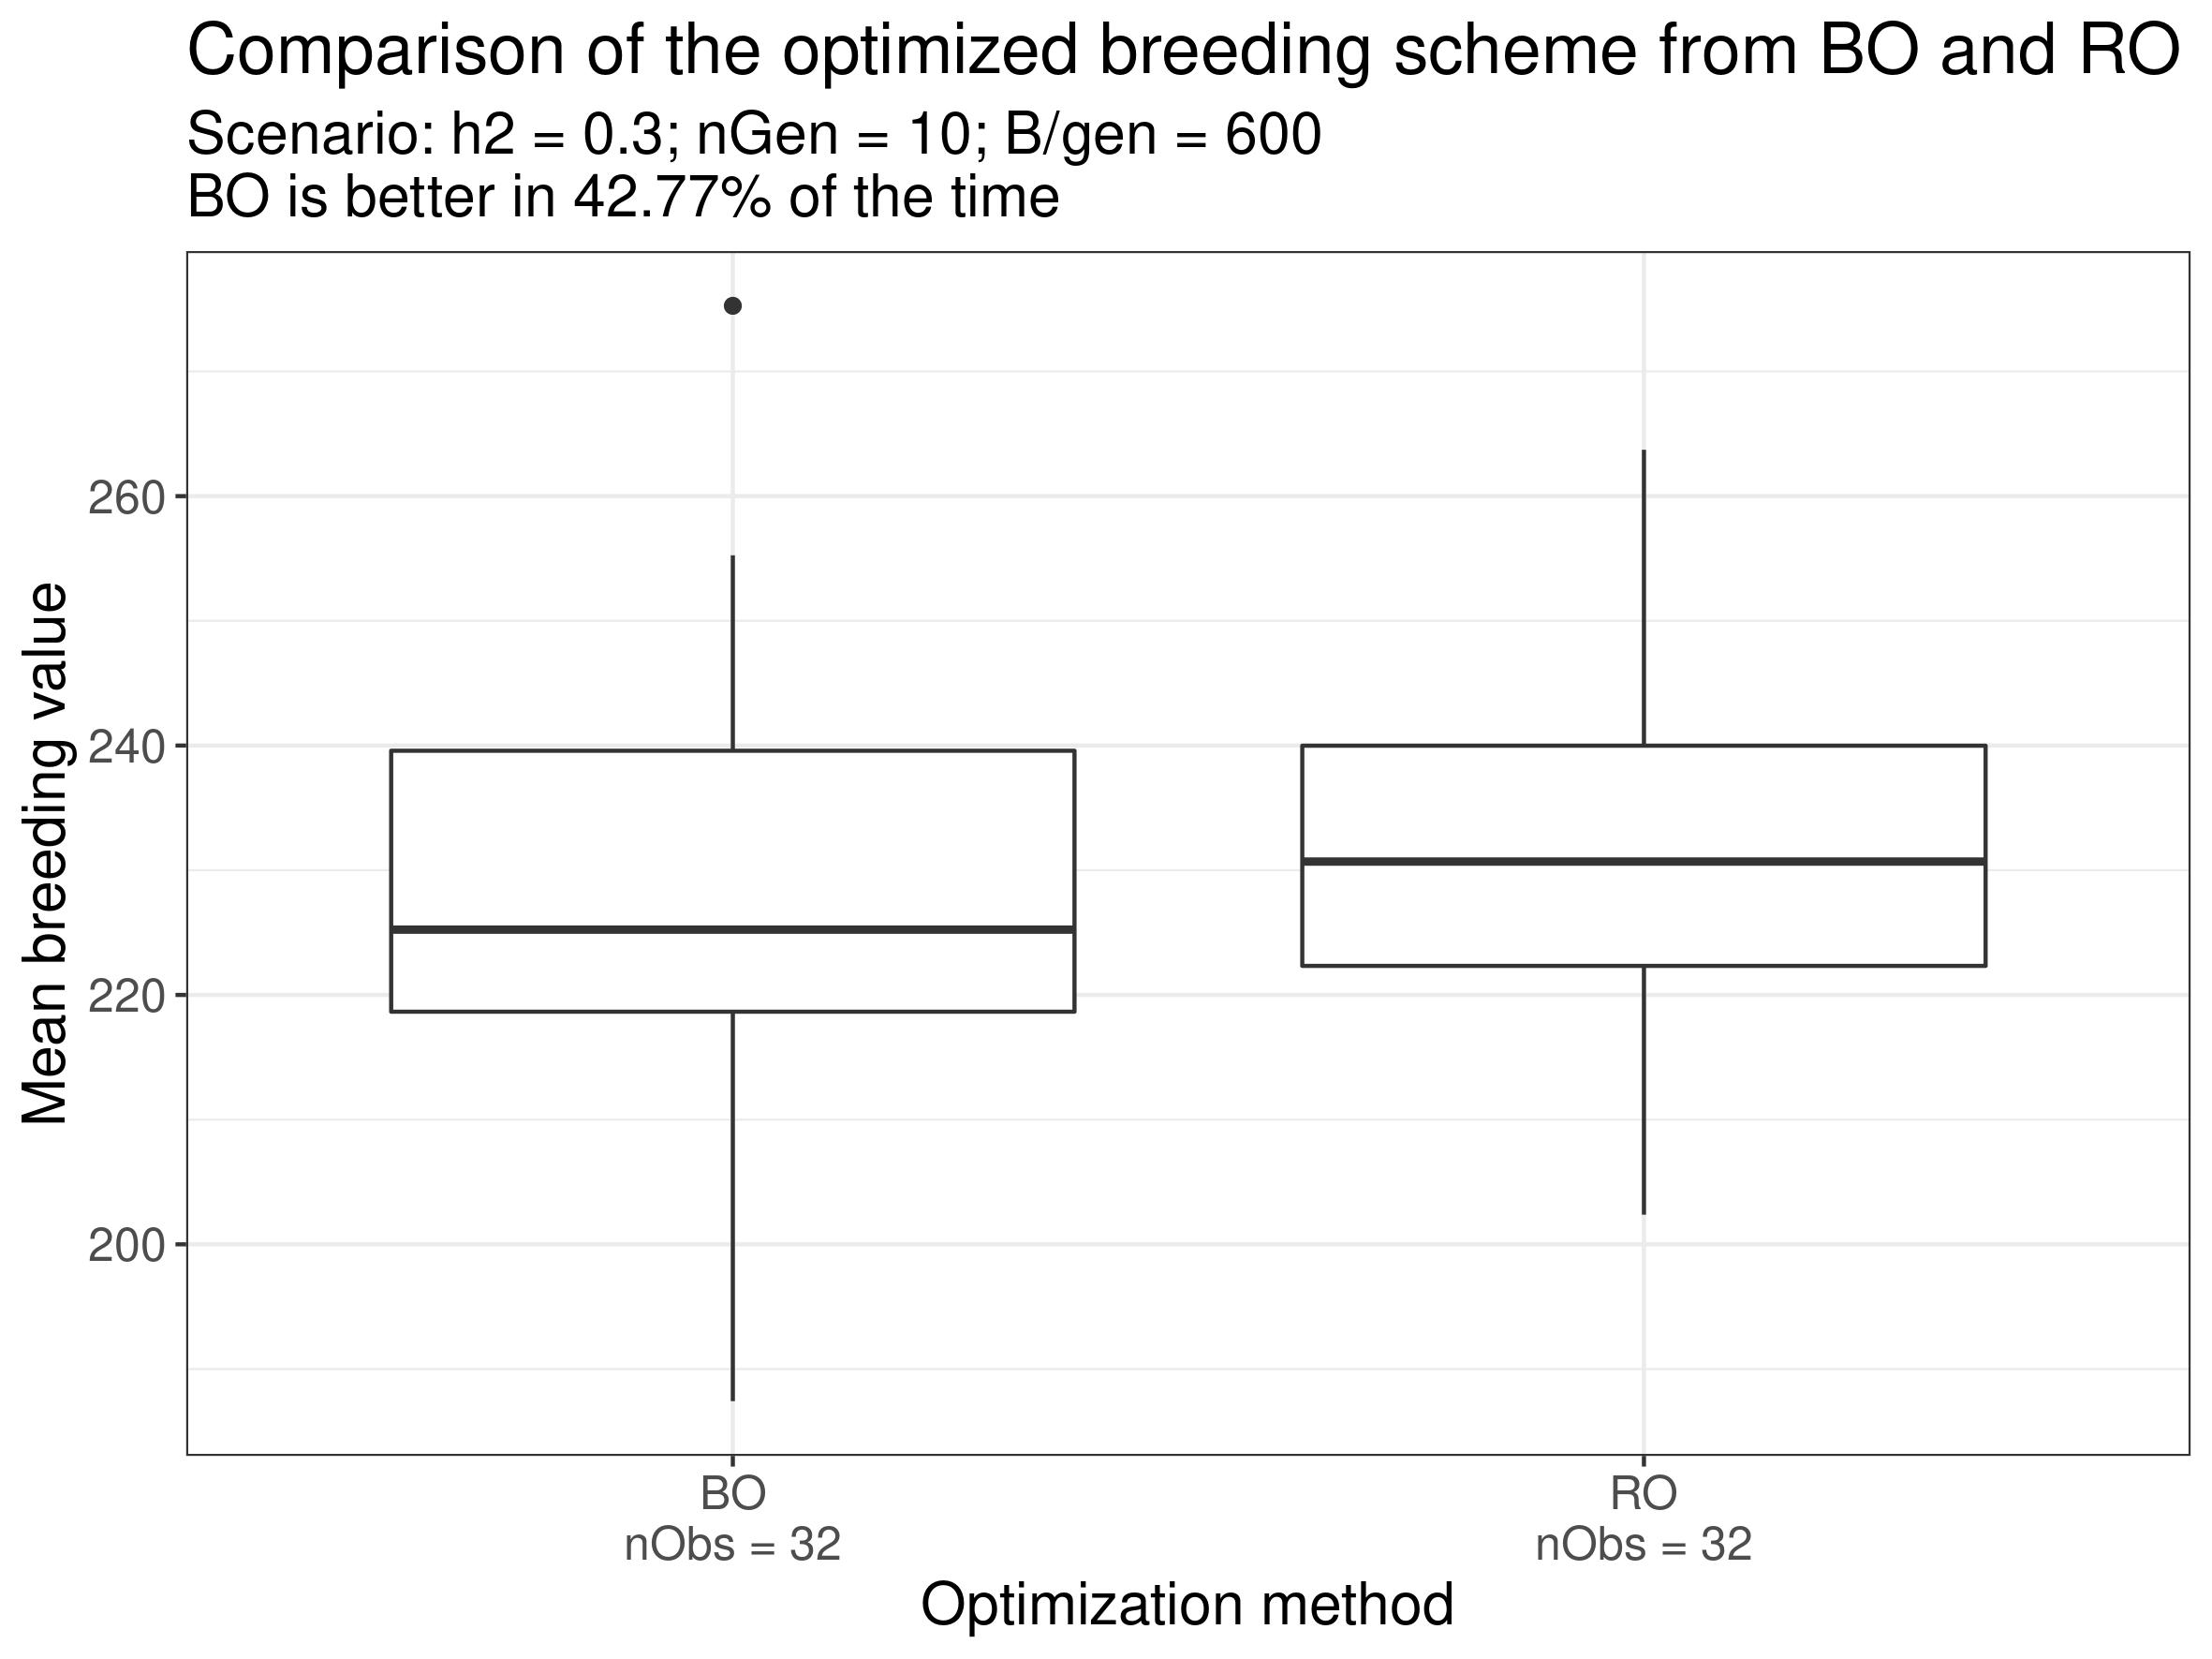 Comparison of the optimized breeding scheme from BO and RO
Scenario: h2 = 0.3; nGen = 10; B/gen = 600
BO is better in 42.77% of the time
Mean breeding value
260
240
220
200
BO
nObs = 32
RO
nObs = 32
Optimization method